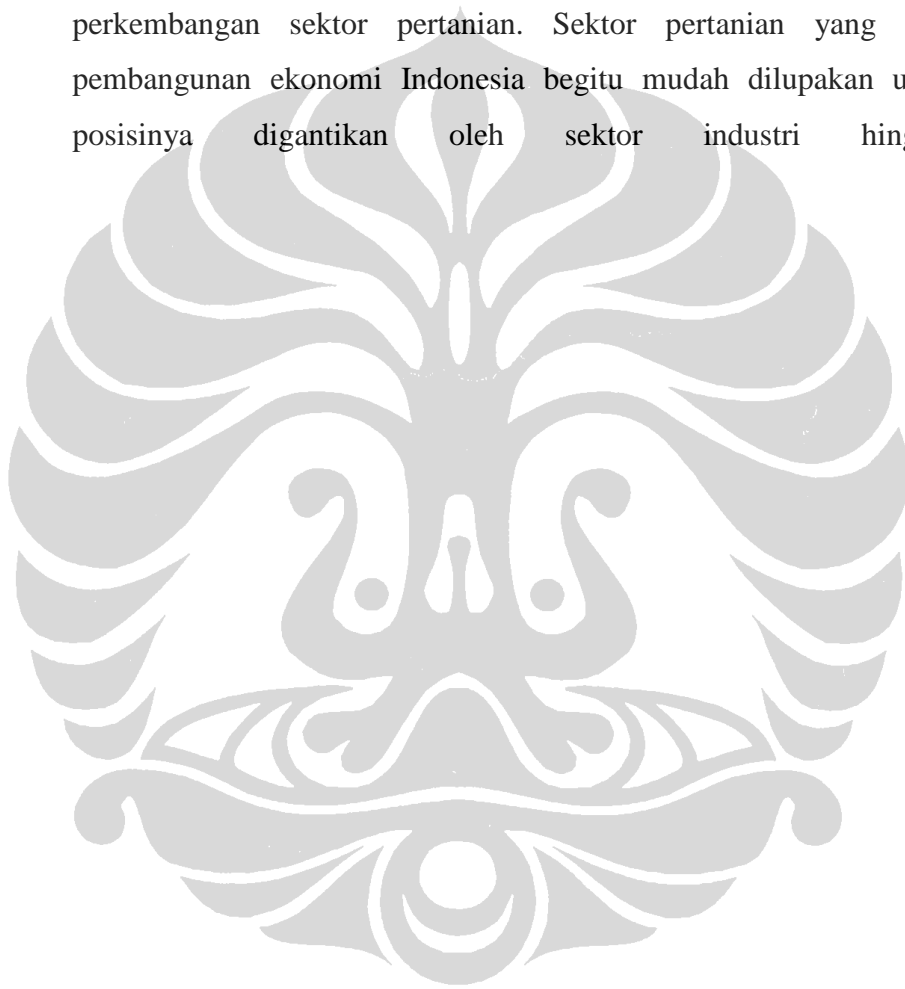 perkembangan sektor pertanian. Sektor pertanian yang
pembangunan ekonomi Indonesia begitu mudah dilupakan
posisinya digantikan oleh sektor industri